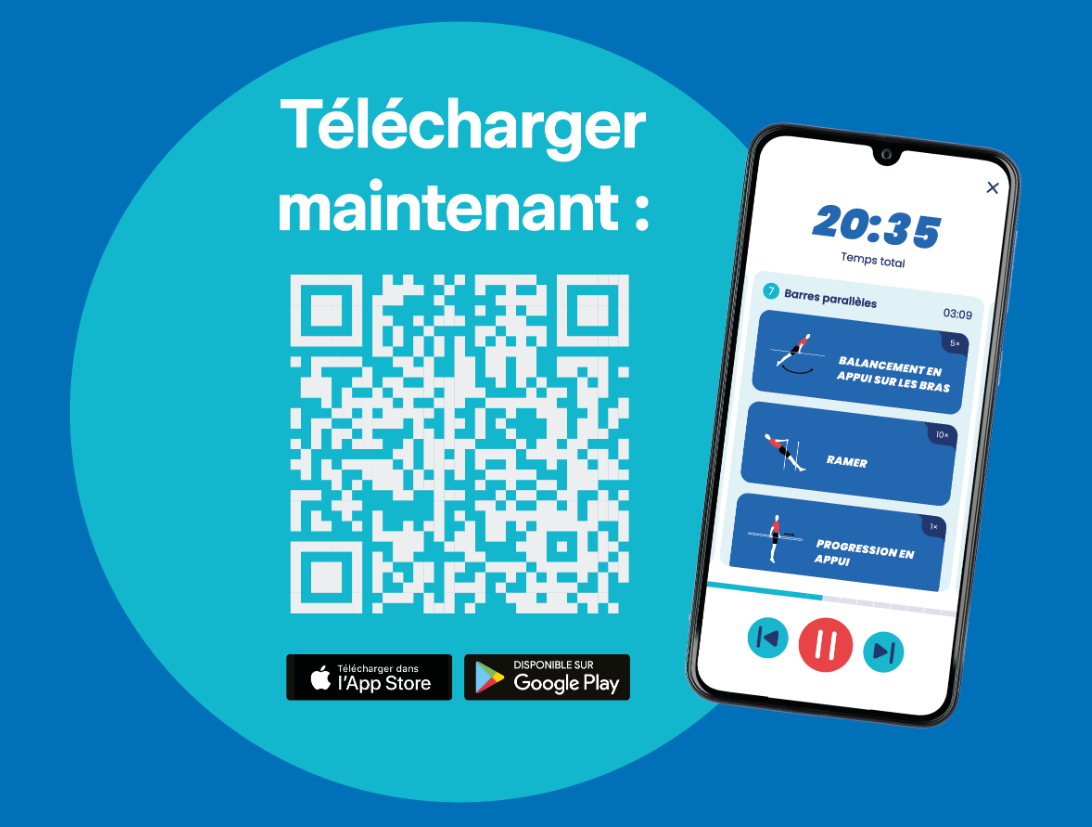 Télécharger
maintenant :
Télécharger dans
l'App Store
DISPONIBLE SUR
Google Play
20:35
Temps total
7 Barres parallèles 03:09
5×
BALANCEMENT EN
APPUI SUR LES BRAS
10×
RAMER
1×
PROGRESSION EN
APPUI